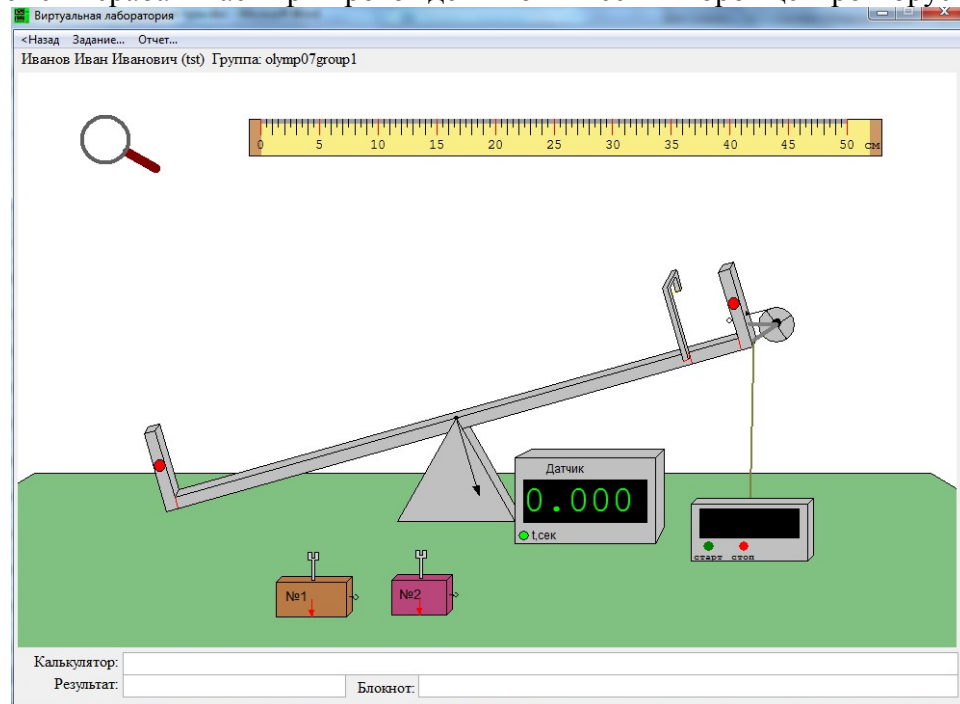 Виртуальная лаборатория
<Назад Задание... Отчет...
Иванов Иван Иванович (tst) Группа: olymp07group1
0 5 10 15 20 25 30 35 40 45 50 см
Датчик
0.000
t,сек
старт стоп
№1 №2
Калькулятор:
Результат: Блокнот: